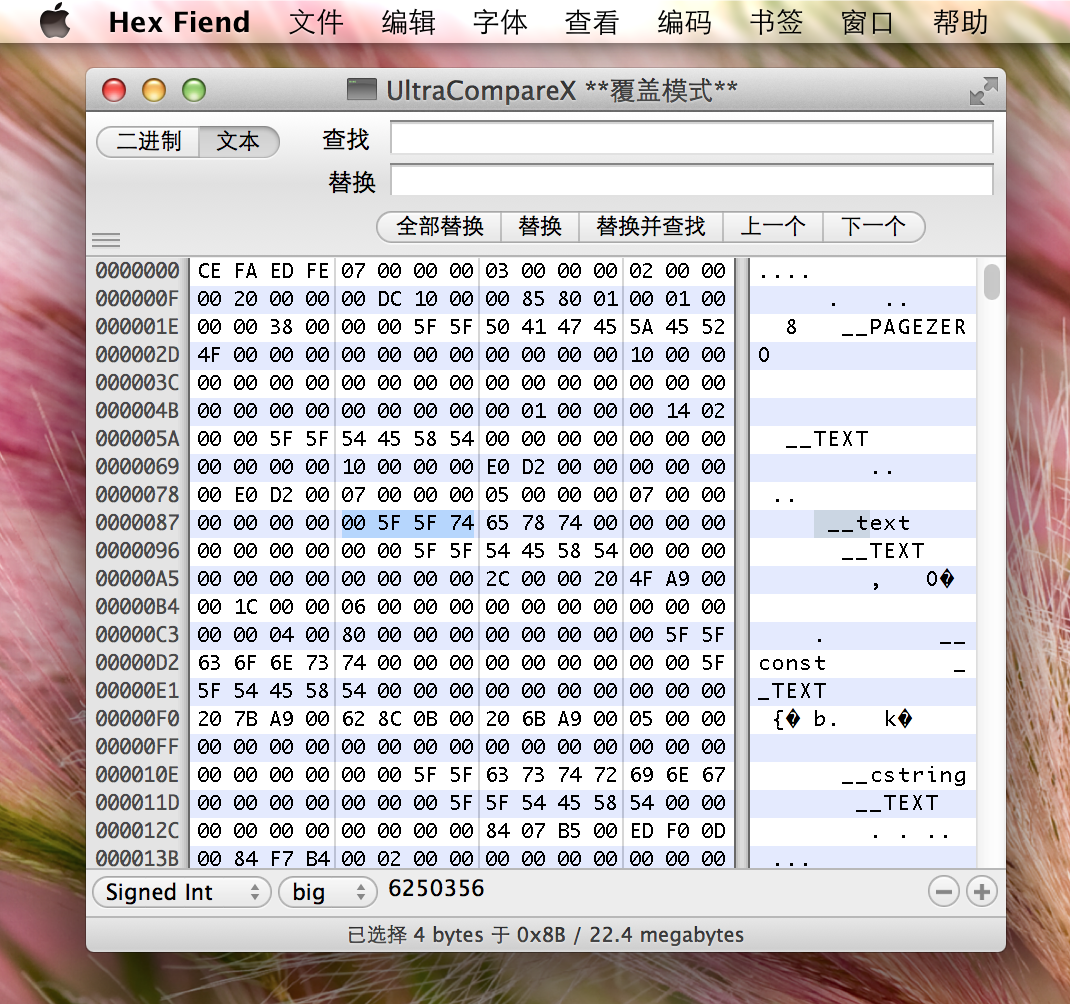 Hex Fiend 文件 编辑 字体 查看 编码 书签 窗口 帮助
UltraCompareX **覆盖模式**
二进制 文本 查找
替换
全部替换 替换 替换并查找 上一个 下一个
0000000 CE FA ED FE 07 00 00 00 03 00 00 00 02 00 00 ....
000000F 00 20 00 00 00 DC 10 00 00 85 80 01 00 01 00 . ..
000001E 00 00 38 00 00 00 5F 5F 50 41 47 45 5A 45 52 8 __PAGEZER
000002D 4F 00 00 00 00 00 00 00 00 00 00 00 10 00 00 O
000003C 00 00 00 00 00 00 00 00 00 00 00 00 00 00 00
000004B 00 00 00 00 00 00 00 00 00 01 00 00 00 14 02
000005A 00 00 5F 5F 54 45 58 54 00 00 00 00 00 00 00 __TEXT
0000069 00 00 00 00 10 00 00 00 E0 D2 00 00 00 00 00 ..
0000078 00 E0 D2 00 07 00 00 00 05 00 00 00 07 00 00 ..
0000087 00 00 00 00 00 5F 5F 74 65 78 74 00 00 00 00 __text
0000096 00 00 00 00 00 00 5F 5F 54 45 58 54 00 00 00 __TEXT
00000A5 00 00 00 00 00 00 00 00 2C 00 00 20 4F A9 00 , O�
00000B4 00 1C 00 00 06 00 00 00 00 00 00 00 00 00 00
00000C3 00 00 04 00 80 00 00 00 00 00 00 00 00 5F 5F . __
00000D2 63 6F 6E 73 74 00 00 00 00 00 00 00 00 00 5F const _
00000E1 5F 54 45 58 54 00 00 00 00 00 00 00 00 00 00 _TEXT
00000F0 20 7B A9 00 62 8C 0B 00 20 6B A9 00 05 00 00 {� b. k�
00000FF 00 00 00 00 00 00 00 00 00 00 00 00 00 00 00
000010E 00 00 00 00 00 00 5F 5F 63 73 74 72 69 6E 67 __cstring
000011D 00 00 00 00 00 00 00 5F 5F 54 45 58 54 00 00 __TEXT
000012C 00 00 00 00 00 00 00 00 84 07 B5 00 ED F0 0D . . ..
000013B 00 84 F7 B4 00 02 00 00 00 00 00 00 00 00 00 ...
Signed Int big 6250356
已选择 4 bytes 于 0x8B / 22.4 megabytes